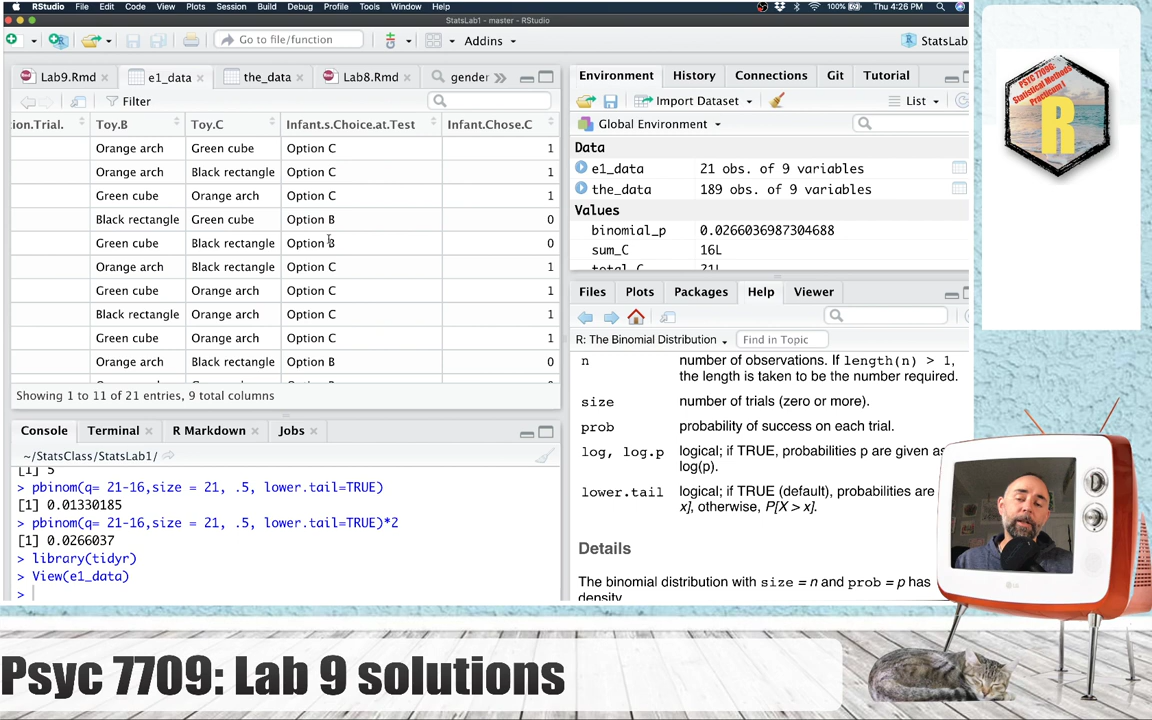 RStudio File Edit Code View Plots Session Build Debug Profile Tools Window Help 100% Thu 4:26 PM
StatsLab1 - master - RStudio
Go to file/function Addins StatsLab
Lab9.Rmd e1_data the_data Lab8.Rmd gender
Filter
ion.Trial. Toy.B Toy.C Infant.s.Choice.at.Test Infant.Chose.C
Orange arch Green cube Option C 1
Orange arch Black rectangle Option C 1
Green cube Orange arch Option C 1
Black rectangle Green cube Option B 0
Green cube Black rectangle Option B 0
Orange arch Black rectangle Option C 1
Green cube Orange arch Option C 1
Black rectangle Orange arch Option C 1
Green cube Orange arch Option C 1
Orange arch Black rectangle Option B 0
Showing 1 to 11 of 21 entries, 9 total columns
Console Terminal R Markdown Jobs
~/StatsClass/StatsLab1/
[1] 5
> pbinom(q= 21-16,size = 21, .5, lower.tail=TRUE)
[1] 0.01330185
> pbinom(q= 21-16,size = 21, .5, lower.tail=TRUE)*2
[1] 0.0266037
> library(tidyr)
> View(e1_data)
>
Environment History Connections Git Tutorial
Import Dataset List
Global Environment
Data
e1_data 21 obs. of 9 variables
the_data 189 obs. of 9 variables
Values
binomial_p 0.0266036987304688
sum_C 16L
total_C 21L
Files Plots Packages Help Viewer
R: The Binomial Distribution Find in Topic
n number of observations. If length(n) > 1,
the length is taken to be the number required.
size number of trials (zero or more).
prob probability of success on each trial.
log, log.p logical; if TRUE, probabilities p are given as
log(p).
lower.tail logical; if TRUE (default), probabilities are
x], otherwise, P[X > x].
Details
The binomial distribution with size = n and prob = p has
density
PSYC 7709:
Statistical Methods
Practicum I
R
LG
Psyc 7709: Lab 9 solutions